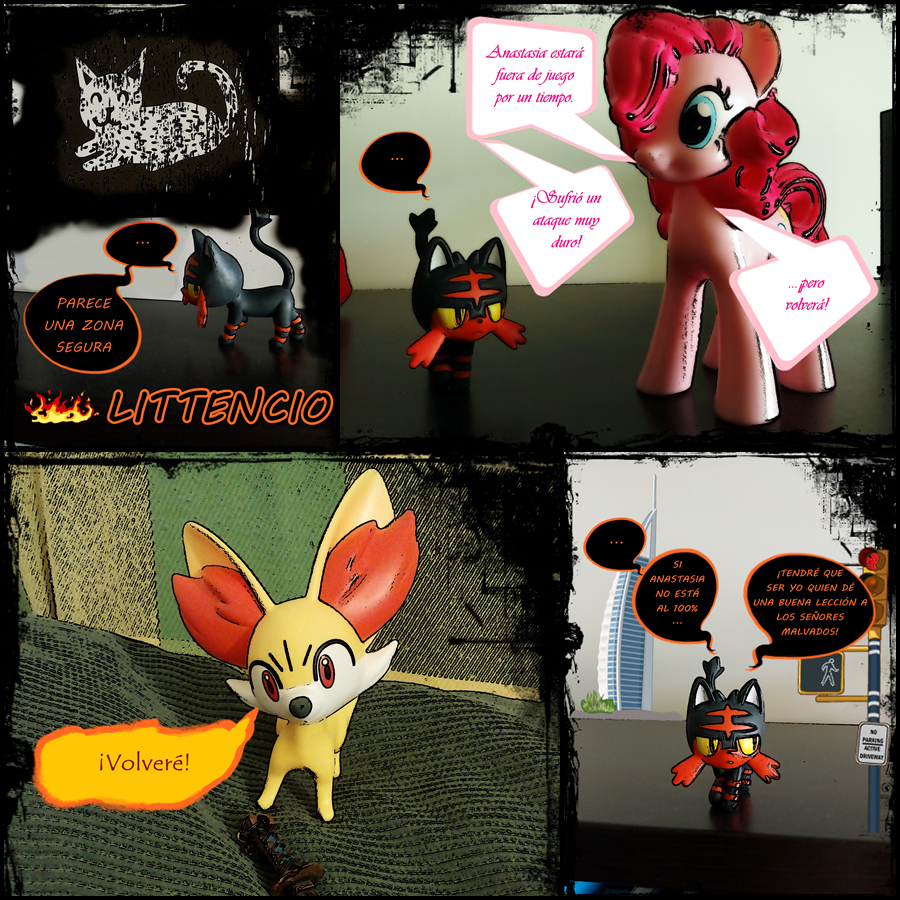 ...
PARECE
UNA ZONA
SEGURA
LITTENCIO
Anastasia estará
fuera de juego
por un tiempo.
...
¡Sufrió un
ataque muy
duro!
...¡pero
volverá!
¡Volveré!
...
SI
ANASTASIA
NO ESTÁ
AL 100%
...
¡TENDRÉ QUE
SER YO QUIEN DÉ
UNA BUENA LECCIÓN A
LOS SEÑORES
MALVADOS!
NO
PARKING
ACTIVE
DRIVEWAY